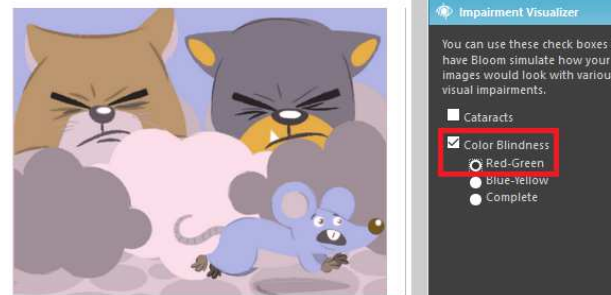 Impairment Visualizer
You can use these check boxes
have Bloom simulate how your
images would look with variou
visual impairments.
Cataracts
Color Blindness
Red-Green
Blue-Yellow
Complete